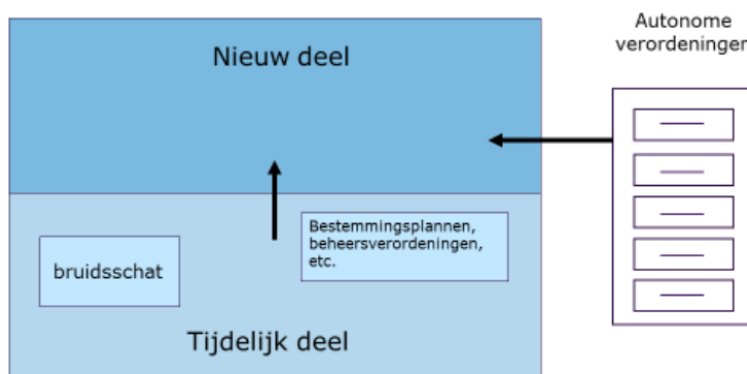 Nieuw deel
Autonome
verordeningen
Bestemmingsplannen,
beheersverordeningen,
etc.
bruidsschat
Tijdelijk deel